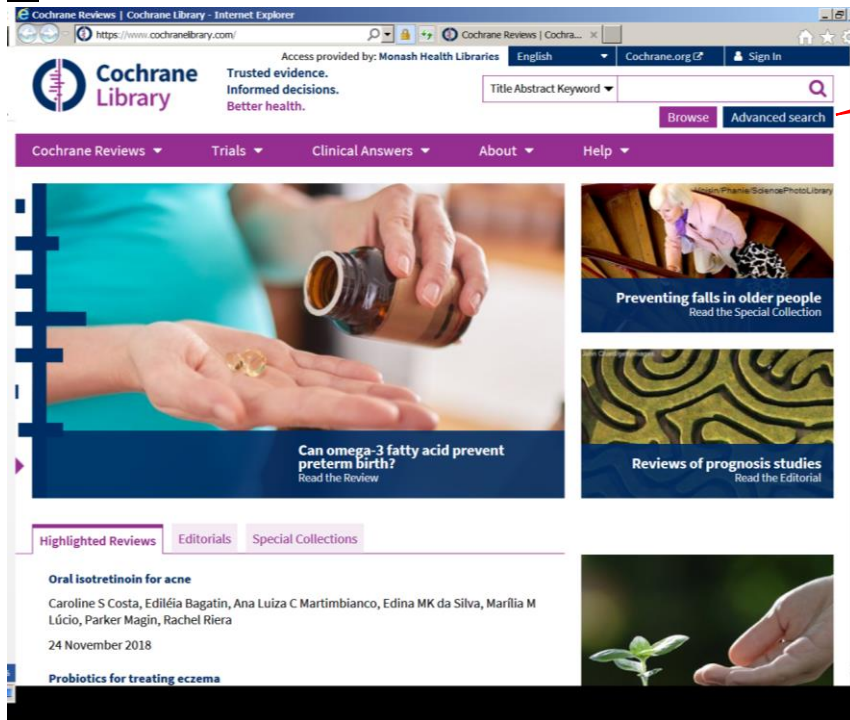 Cochrane Reviews | Cochrane Library - Internet Explorer
https://www.cochranelibrary.com/
Cochrane Reviews | Cochra...
Access provided by: Monash Health Libraries
English
Cochrane.org
Sign In
Cochrane
Library
Trusted evidence.
Informed decisions.
Better health.
Title Abstract Keyword
Browse
Advanced search
Cochrane Reviews
Trials
Clinical Answers
About
Help
/Phanie/SciencePhotoLibrary
Preventing falls in older people
Read the Special Collection
Can omega-3 fatty acid prevent
preterm birth?
Read the Review
Reviews of prognosis studies
Read the Editorial
Highlighted Reviews
Editorials
Special Collections
Oral isotretinoin for acne
Caroline S Costa, Ediléia Bagatin, Ana Luiza C Martimbianco, Edina MK da Silva, Marília M
Lúcio, Parker Magin, Rachel Riera
24 November 2018
Probiotics for treating eczema